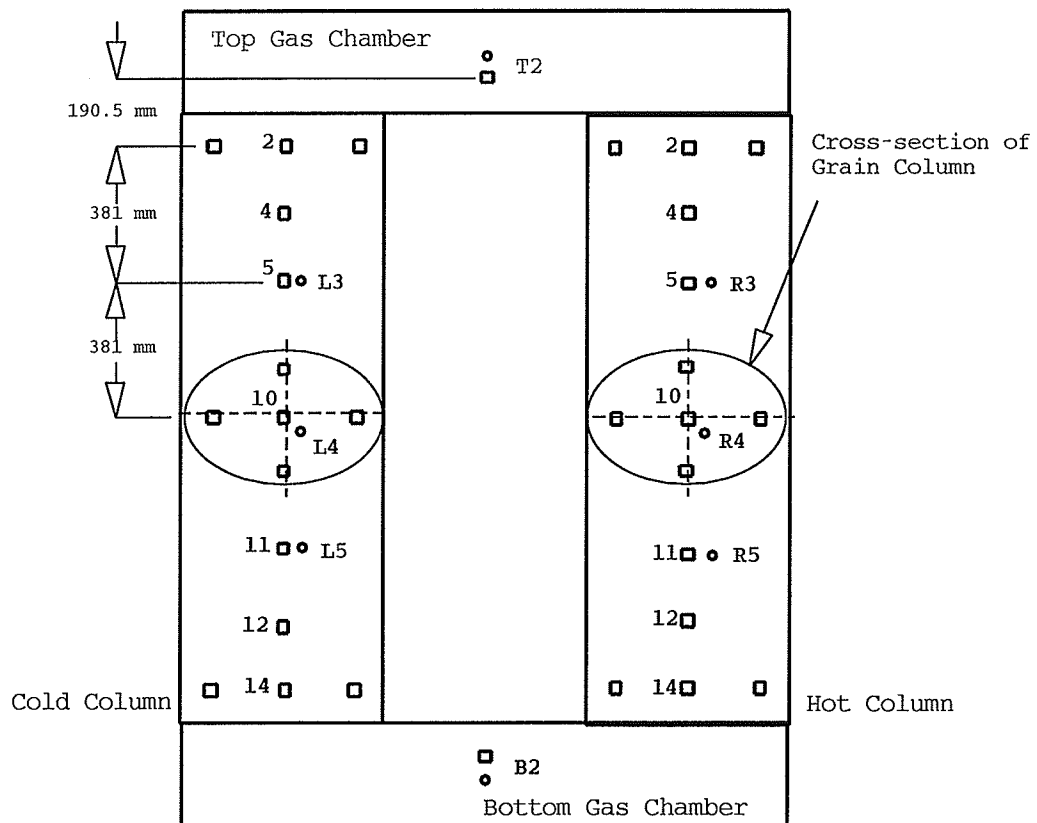 Top Gas Chamber
T2
190.5 mm
2
2
Cross-section of
Grain Column
381 mm
4
4
5
L3
5
R3
381 mm
10
10
L4
R4
11
L5
11
R5
12
12
Cold Column
14
14
Hot Column
B2
Bottom Gas Chamber